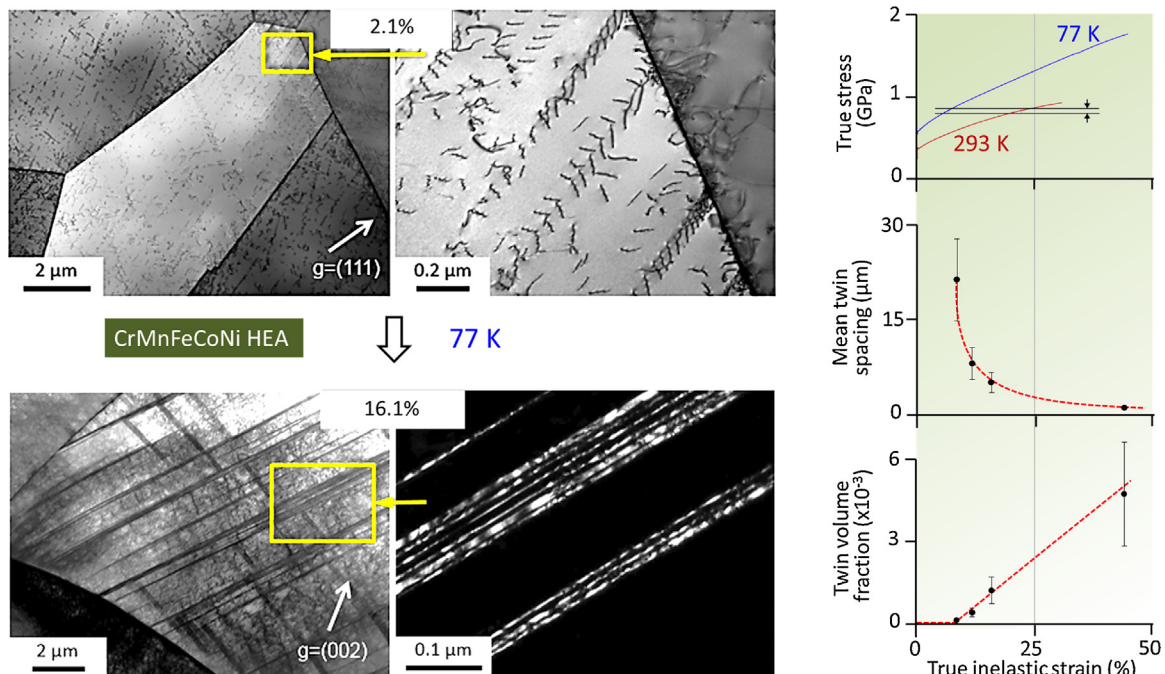 2.1%
2 µm
g=(111)
0.2 µm
CrMnFeCoNi HEA
77 K
16.1%
2 µm
g=(002)
0.1 µm
True stress
(GPa)
2
1
0
77 K
293 K
Mean twin
spacing (µm)
30
15
0
Twin volume
fraction (x10-3)
6
3
0
0
25
50
True inelastic strain (%)